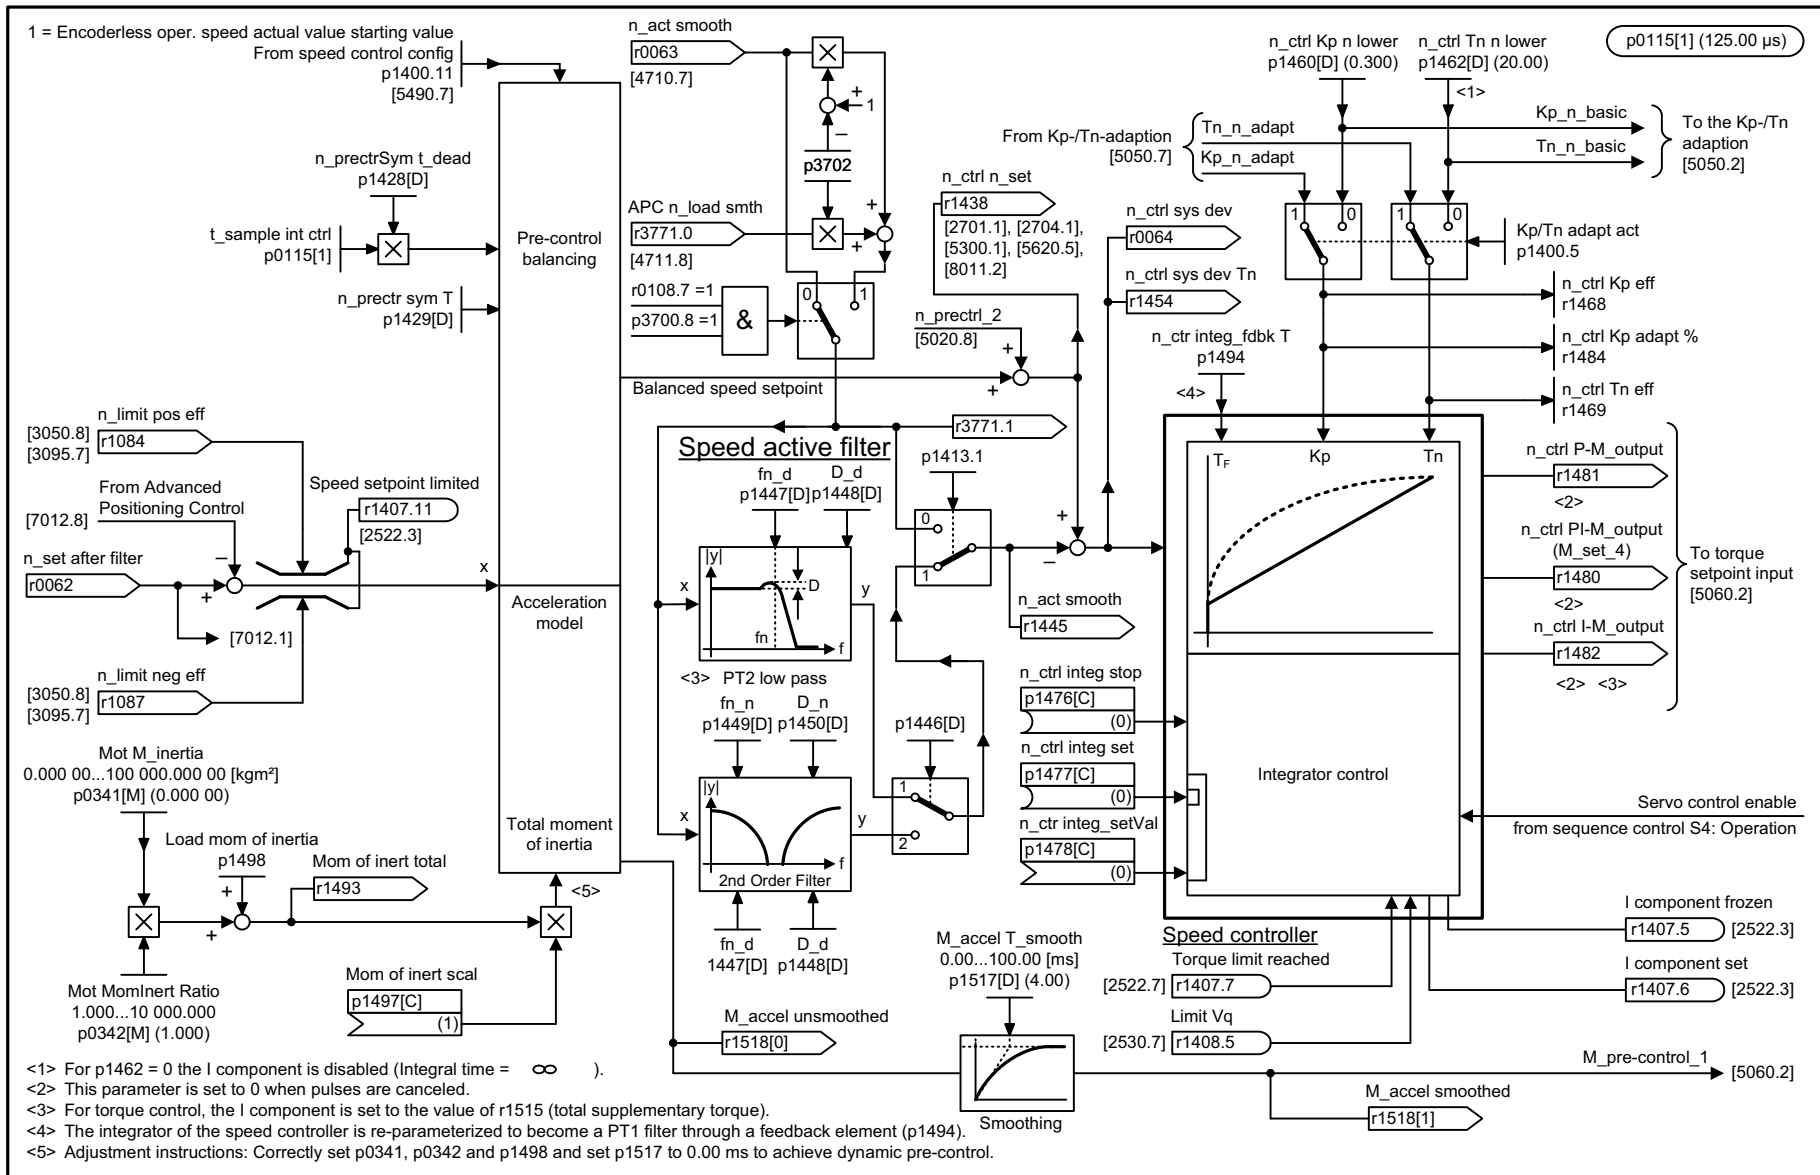 1 = Encoderless oper. speed actual value starting value
From speed control config
p1400.11
[5490.7]
n_prectrSym t_dead
p1428[D]
t_sample int ctrl
p0115[1]
n_prectr sym T
p1429[D]
Pre-control
balancing
Acceleration
model
Total moment
of inertia
n_act smooth
r0063
[4710.7]
+
1
–
p3702
APC n_load smth
r3771.0
[4711.8]
+
+
r0108.7 =1
p3700.8 =1
&
0
1
n_ctrl n_set
r1438
[2701.1], [2704.1],
[5300.1], [5620.5],
[8011.2]
n_prectrl_2
[5020.8]
+
+
Balanced speed setpoint
n_ctrl sys dev
r0064
n_ctrl sys dev Tn
r1454
n_ctrl Kp n lower
p1460[D] (0.300)
n_ctrl Tn n lower
p1462[D] (20.00)
<1>
p0115[1] (125.00 µs)
From Kp-/Tn-adaption
[5050.7]
Tn_n_adapt
Kp_n_adapt
Kp_n_basic
Tn_n_basic
To the Kp-/Tn
adaption
[5050.2]
1
0
1
0
Kp/Tn adapt act
p1400.5
n_ctrl Kp eff
r1468
n_ctrl Kp adapt %
r1484
n_ctrl Tn eff
r1469
n_ctr integ_fdbk T
p1494
<4>
n_limit pos eff
[3050.8]
[3095.7]
r1084
From Advanced
Positioning Control
[7012.8]
Speed setpoint limited
r1407.11
[2522.3]
n_set after filter
r0062
–
+
x
[7012.1]
n_limit neg eff
[3050.8]
[3095.7]
r1087
r3771.1
Speed active filter
fn_d
p1447[D]
D_d
p1448[D]
|y|
x
D
y
fn
f
<3> PT2 low pass
p1413.1
0
1
+
–
n_act smooth
r1445
fn_n
p1449[D]
D_n
p1450[D]
|y|
x
y
f
2nd Order Filter
p1446[D]
1
2
fn_d
1447[D]
D_d
p1448[D]
TF
Kp
Tn
n_ctrl P-M_output
r1481
<2>
n_ctrl PI-M_output
(M_set_4)
r1480
<2>
n_ctrl I-M_output
r1482
<2> <3>
To torque
setpoint input
[5060.2]
n_ctrl integ stop
p1476[C]
(0)
n_ctrl integ set
p1477[C]
(0)
n_ctr integ_setVal
p1478[C]
(0)
Integrator control
Servo control enable
from sequence control S4: Operation
Speed controller
Torque limit reached
[2522.7]
r1407.7
Limit Vq
[2530.7]
r1408.5
I component frozen
r1407.5
[2522.3]
I component set
r1407.6
[2522.3]
Mot M_inertia
0.000 00...100 000.000 00 [kgm²]
p0341[M] (0.000 00)
Load mom of inertia
p1498
+
+
Mom of inert total
r1493
<5>
Mot MomInert Ratio
1.000...10 000.000
p0342[M] (1.000)
Mom of inert scal
p1497[C]
(1)
M_accel unsmoothed
r1518[0]
M_accel T_smooth
0.00...100.00 [ms]
p1517[D] (4.00)
Smoothing
M_pre-control_1
[5060.2]
M_accel smoothed
r1518[1]
<1> For p1462 = 0 the I component is disabled (Integral time = ∞ ).
<2> This parameter is set to 0 when pulses are canceled.
<3> For torque control, the I component is set to the value of r1515 (total supplementary torque).
<4> The integrator of the speed controller is re-parameterized to become a PT1 filter through a feedback element (p1494).
<5> Adjustment instructions: Correctly set p0341, p0342 and p1498 and set p1517 to 0.00 ms to achieve dynamic pre-control.